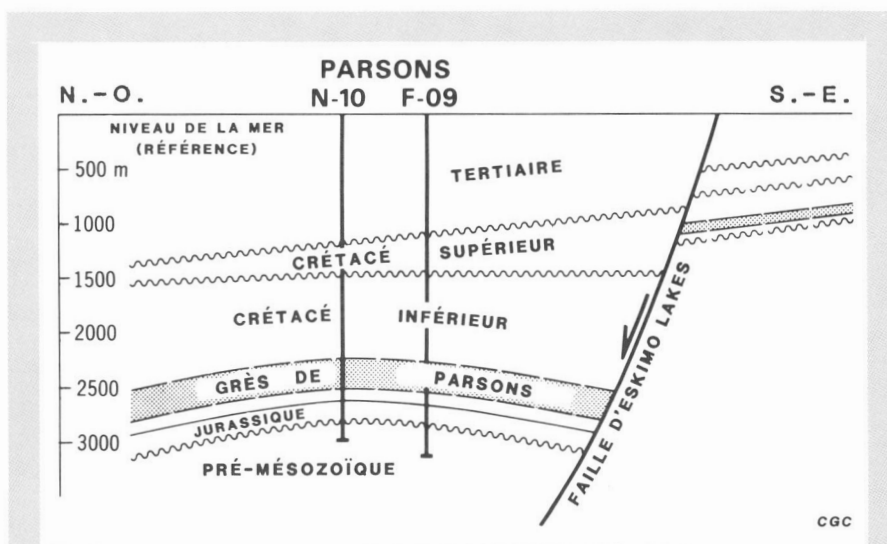 PARSONS
N.-O. N-10 F-09 S.-E.
NIVEAU DE LA MER
(RÉFÉRENCE)
500 m
TERTIAIRE
1000
CRÉTACÉ SUPÉRIEUR
1500
CRÉTACÉ INFÉRIEUR
2000
GRÈS DE PARSONS
2500
JURASSIQUE
3000
PRÉ-MÉSOZOÏQUE
FAILLE D'ESKIMO LAKES
CGC